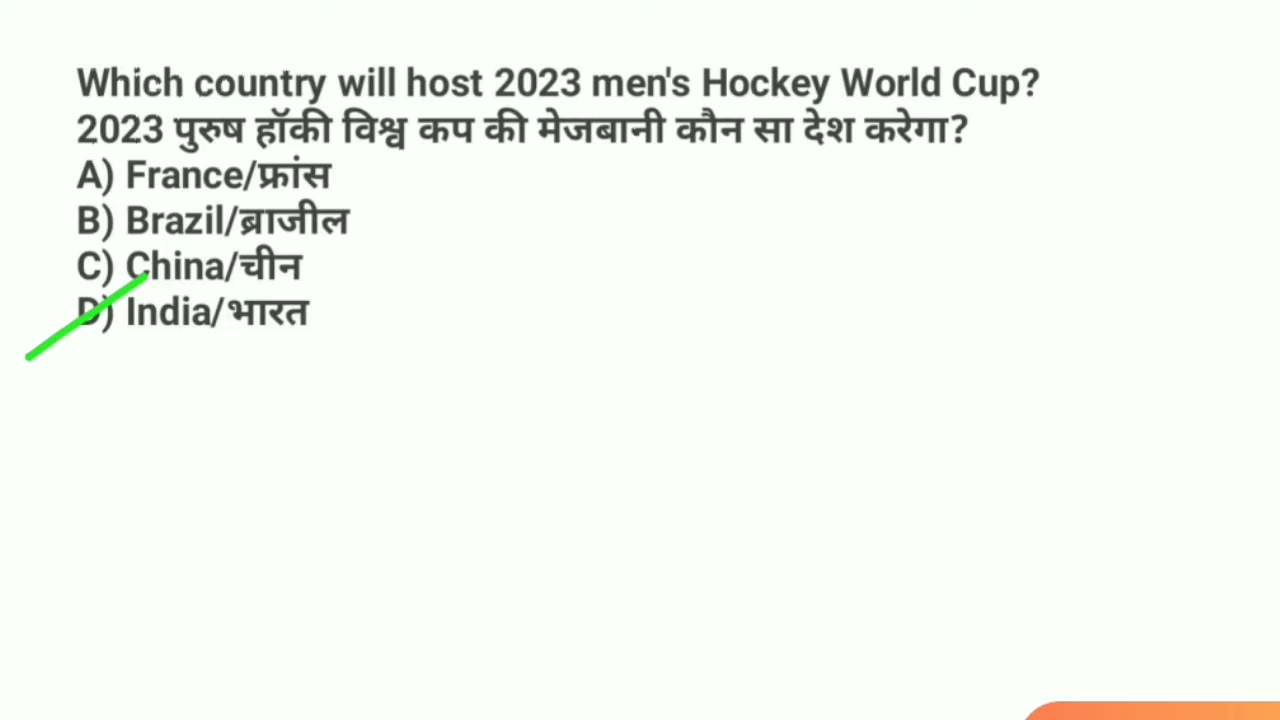 Which country will host 2023 men's Hockey World Cup?
2023 पुरुष हॉकी विश्व कप की मेजबानी कौन सा देश करेगा?
A) France/फ्रांस
B) Brazil/ब्राजील
C) China/चीन
D) India/भारत